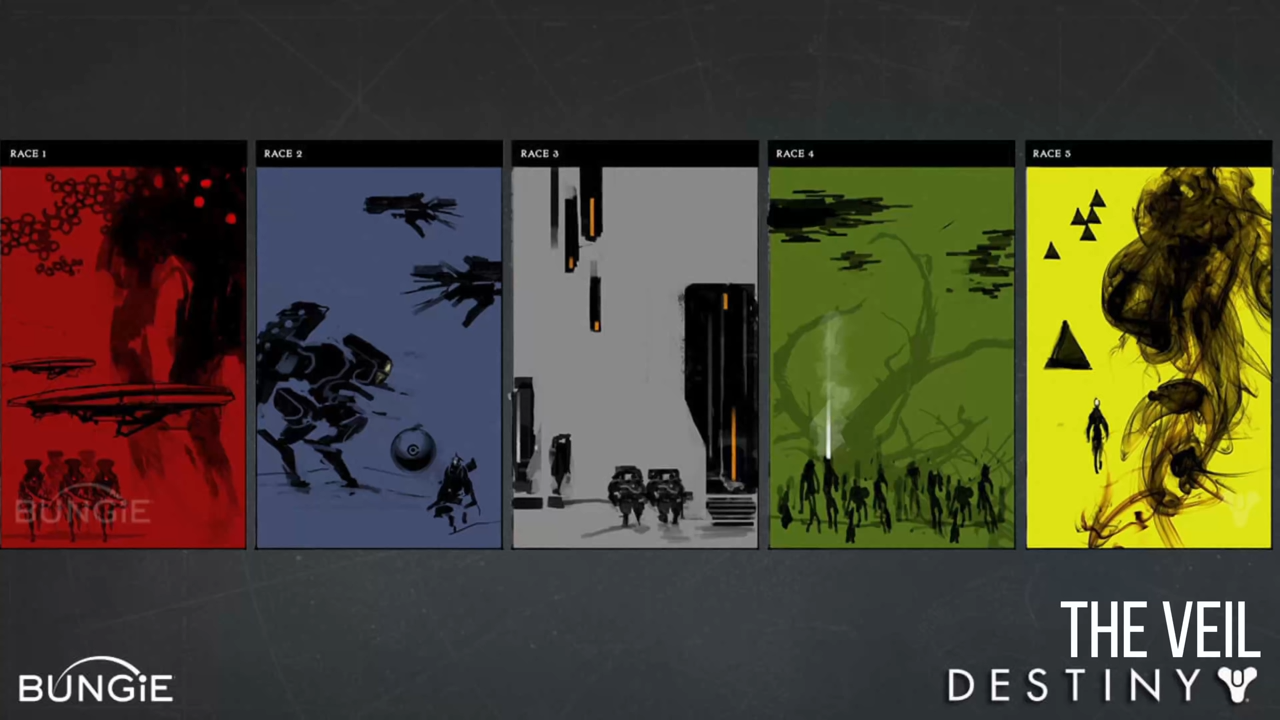 RACE 1
RACE 2
RACE 3
RACE 4
RACE 5
BUNGiE
THE VEIL
BUNGiE
DESTINY